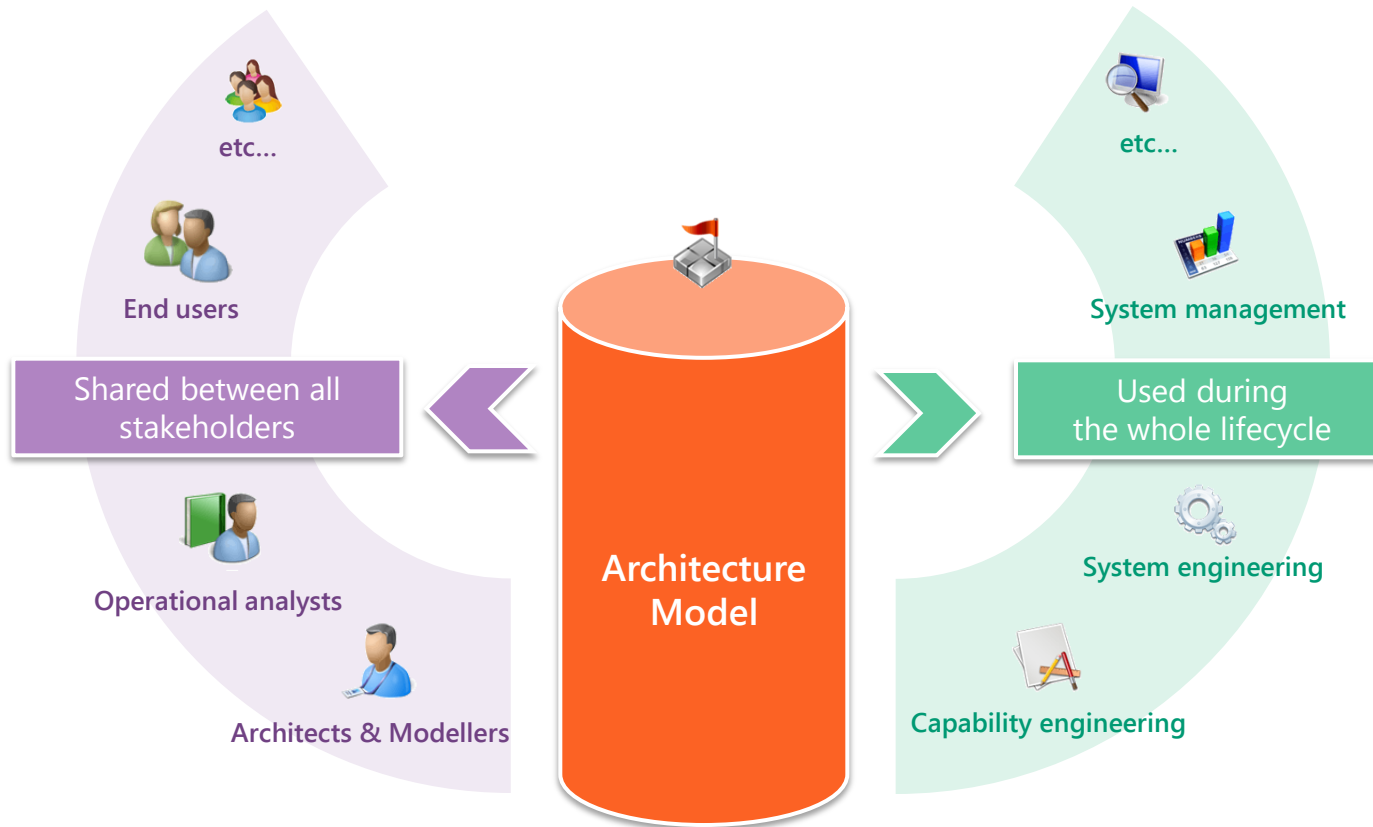 etc...
End users
Shared between all
stakeholders
Operational analysts
Architects & Modellers
Architecture
Model
etc...
System management
Used during
the whole lifecycle
System engineering
Capability engineering